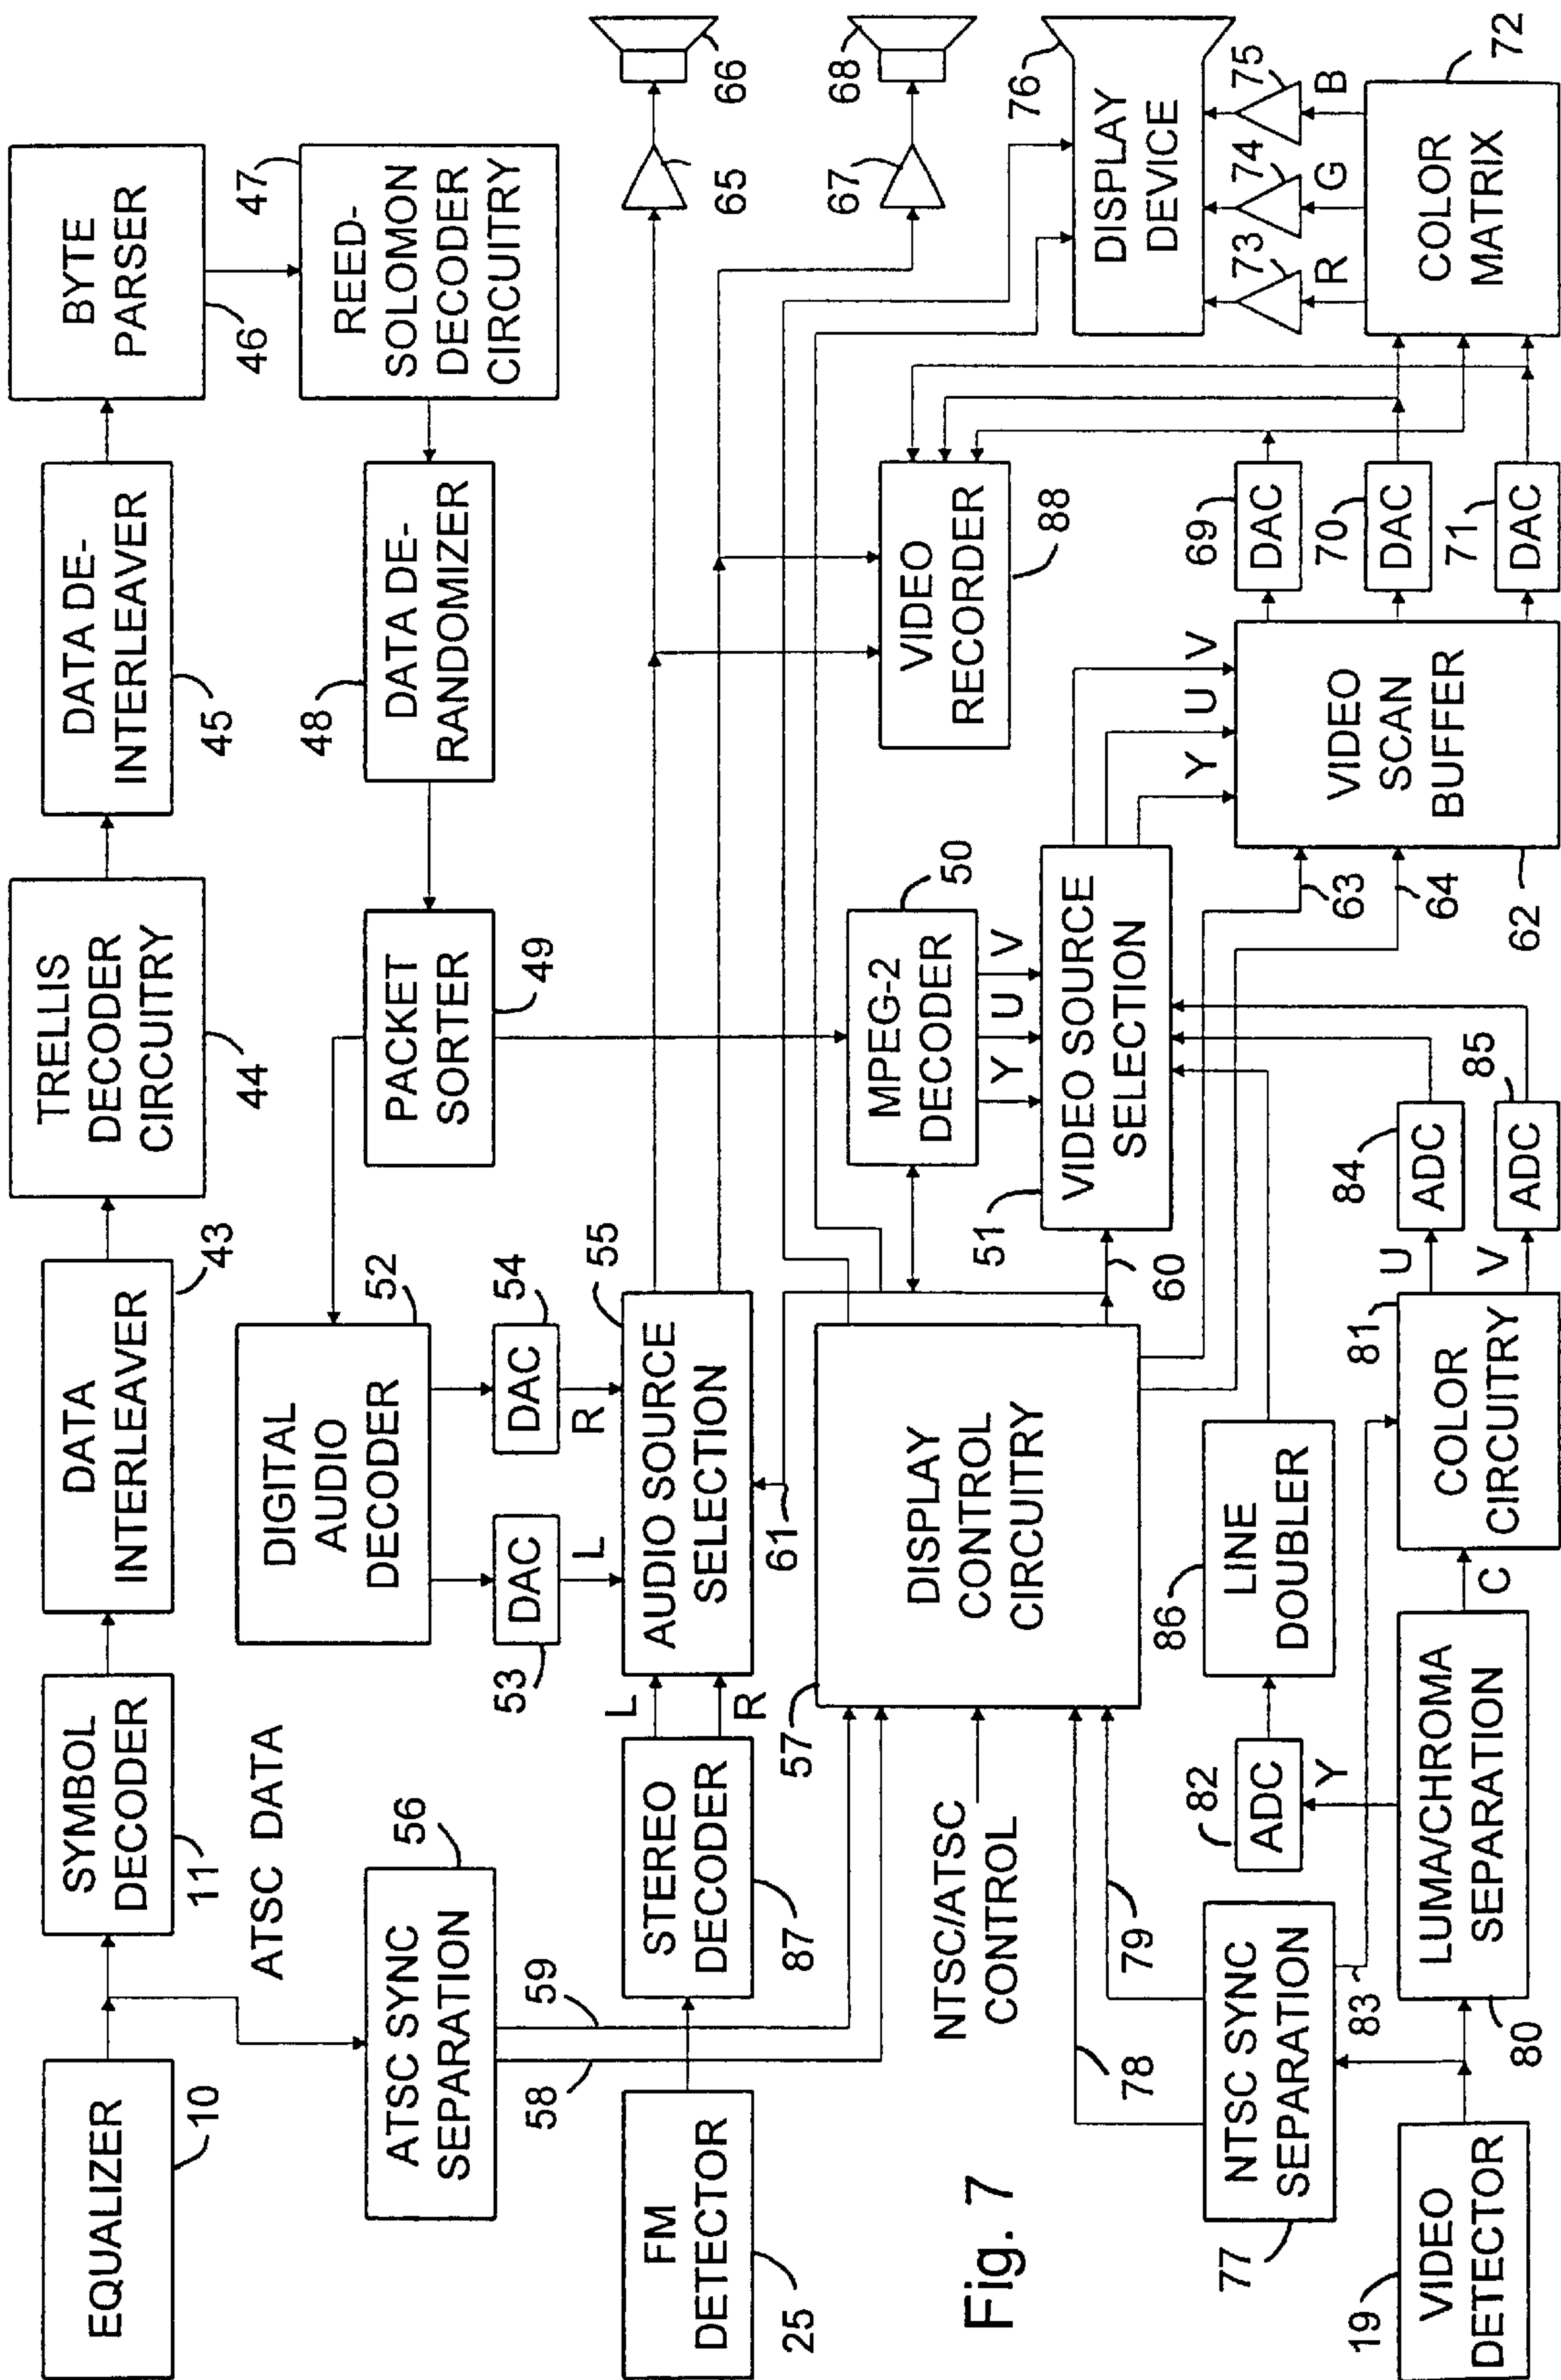 EQUALIZER
10
SYMBOL
DECODER
11
DATA
INTERLEAVER
43
TRELLIS
DECODER
CIRCUITRY
44
DATA DE-
INTERLEAVER
45
BYTE
PARSER
46
ATSC DATA
ATSC SYNC
SEPARATION
56
58
59
DIGITAL
AUDIO
DECODER
52
PACKET
SORTER
49
DATA DE-
RANDOMIZER
48
REED-
SOLOMON
DECODER
CIRCUITRY
47
DAC
53
L
DAC
54
R
FM
DETECTOR
25
STEREO
DECODER
87
L
R
AUDIO SOURCE
SELECTION
55
61
65
66
67
68
NTSC/ATSC
CONTROL
57
DISPLAY
CONTROL
CIRCUITRY
MPEG-2
DECODER
50
Y
U
V
VIDEO
RECORDER
88
60
51
VIDEO SOURCE
SELECTION
Y
U
V
DISPLAY
DEVICE
76
78
79
63
64
VIDEO
SCAN
BUFFER
62
69
DAC
70
DAC
71
DAC
73
74
75
R
G
B
COLOR
MATRIX
72
Fig. 7
NTSC SYNC
SEPARATION
77
83
82
ADC
Y
86
LINE
DOUBLER
VIDEO
DETECTOR
19
LUMA/CHROMA
SEPARATION
80
C
COLOR
CIRCUITRY
81
U
V
84
ADC
85
ADC